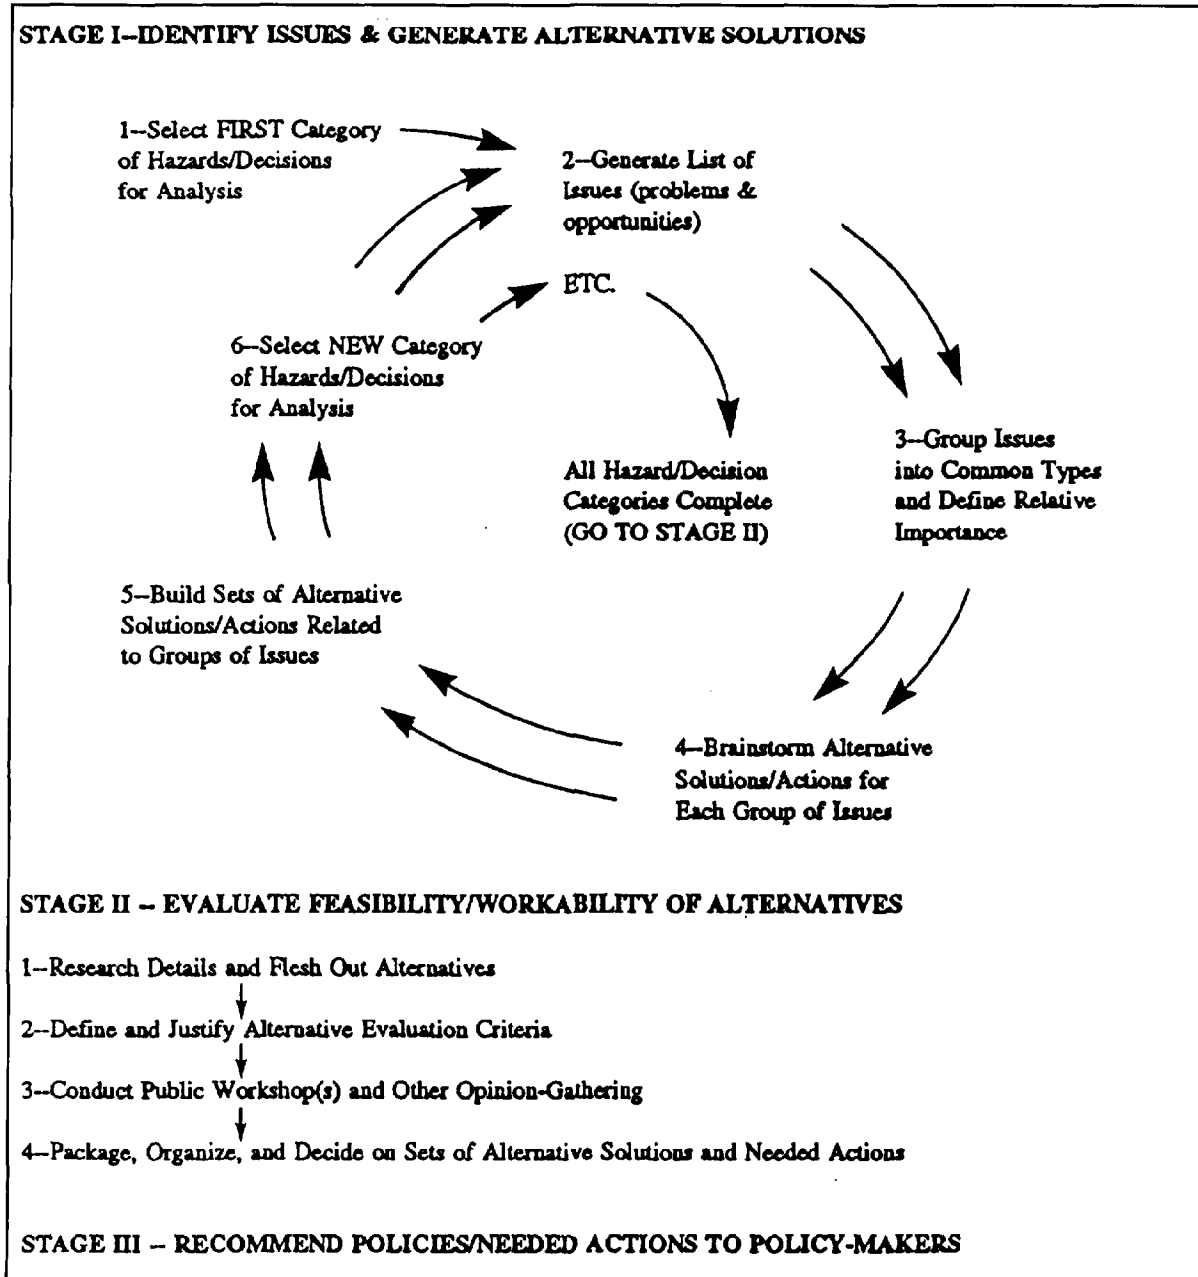 STAGE I--IDENTIFY ISSUES & GENERATE ALTERNATIVE SOLUTIONS
1--Select FIRST Category
of Hazards/Decisions
for Analysis
2--Generate List of
Issues (problems &
opportunities)
ETC.
6--Select NEW Category
of Hazards/Decisions
for Analysis
3--Group Issues
into Common Types
and Define Relative
Importance
All Hazard/Decision
Categories Complete
(GO TO STAGE II)
5--Build Sets of Alternative
Solutions/Actions Related
to Groups of Issues
4--Brainstorm Alternative
Solutions/Actions for
Each Group of Issues
STAGE II -- EVALUATE FEASIBILITY/WORKABILITY OF ALTERNATIVES
1--Research Details and Flesh Out Alternatives
2--Define and Justify Alternative Evaluation Criteria
3--Conduct Public Workshop(s) and Other Opinion-Gathering
4--Package, Organize, and Decide on Sets of Alternative Solutions and Needed Actions
STAGE III -- RECOMMEND POLICIES/NEEDED ACTIONS TO POLICY-MAKERS